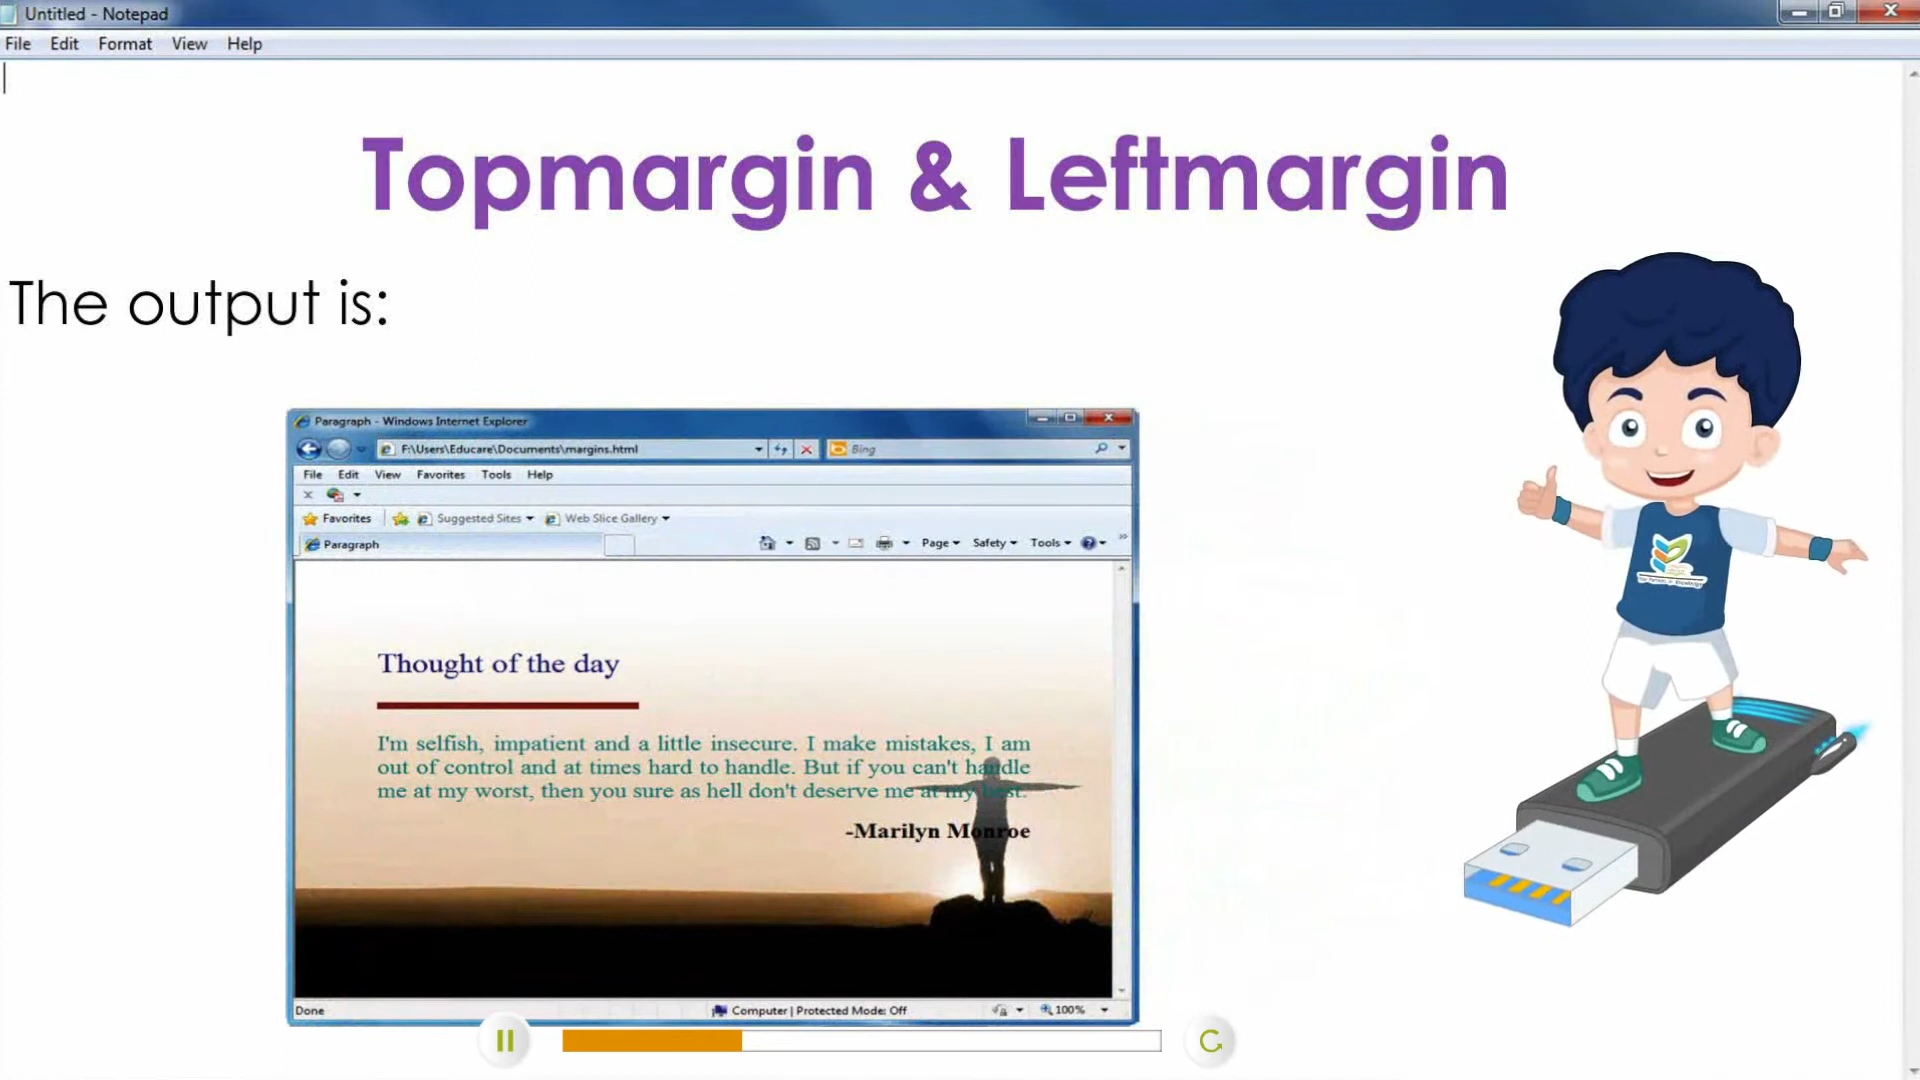 Untitled - Notepad
File Edit Format View Help
Topmargin & Leftmargin
The output is:
Paragraph - Windows Internet Explorer
F:\Users\Educare\Documents\margins.html
Bing
File Edit View Favorites Tools Help
Favorites Suggested Sites Web Slice Gallery
Paragraph
Page Safety Tools
Thought of the day
I'm selfish, impatient and a little insecure. I make mistakes, I am
out of control and at times hard to handle. But if you can't handle
me at my worst, then you sure as hell don't deserve me at my best.
-Marilyn Monroe
Done
Computer | Protected Mode: Off
100%